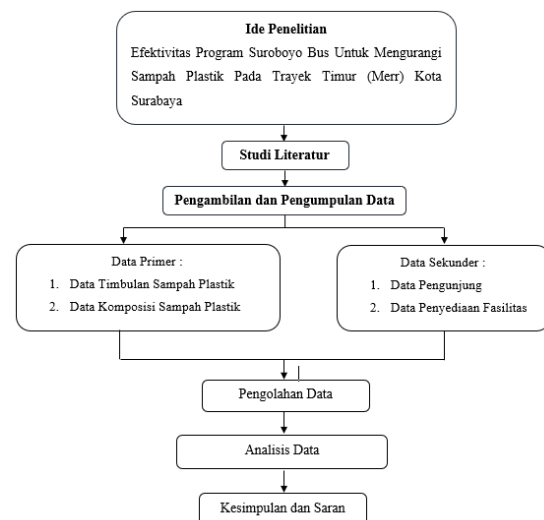 Ide Penelitian
Efektivitas Program Suroboyo Bus Untuk Mengurangi
Sampah Plastik Pada Trayek Timur (Merr) Kota
Surabaya
Studi Literatur
Pengambilan dan Pengumpulan Data
Data Primer :
1. Data Timbulan Sampah Plastik
2. Data Komposisi Sampah Plastik
Data Sekunder :
1. Data Pengunjung
2. Data Penyediaan Fasilitas
Pengolahan Data
Analisis Data
Kesimpulan dan Saran